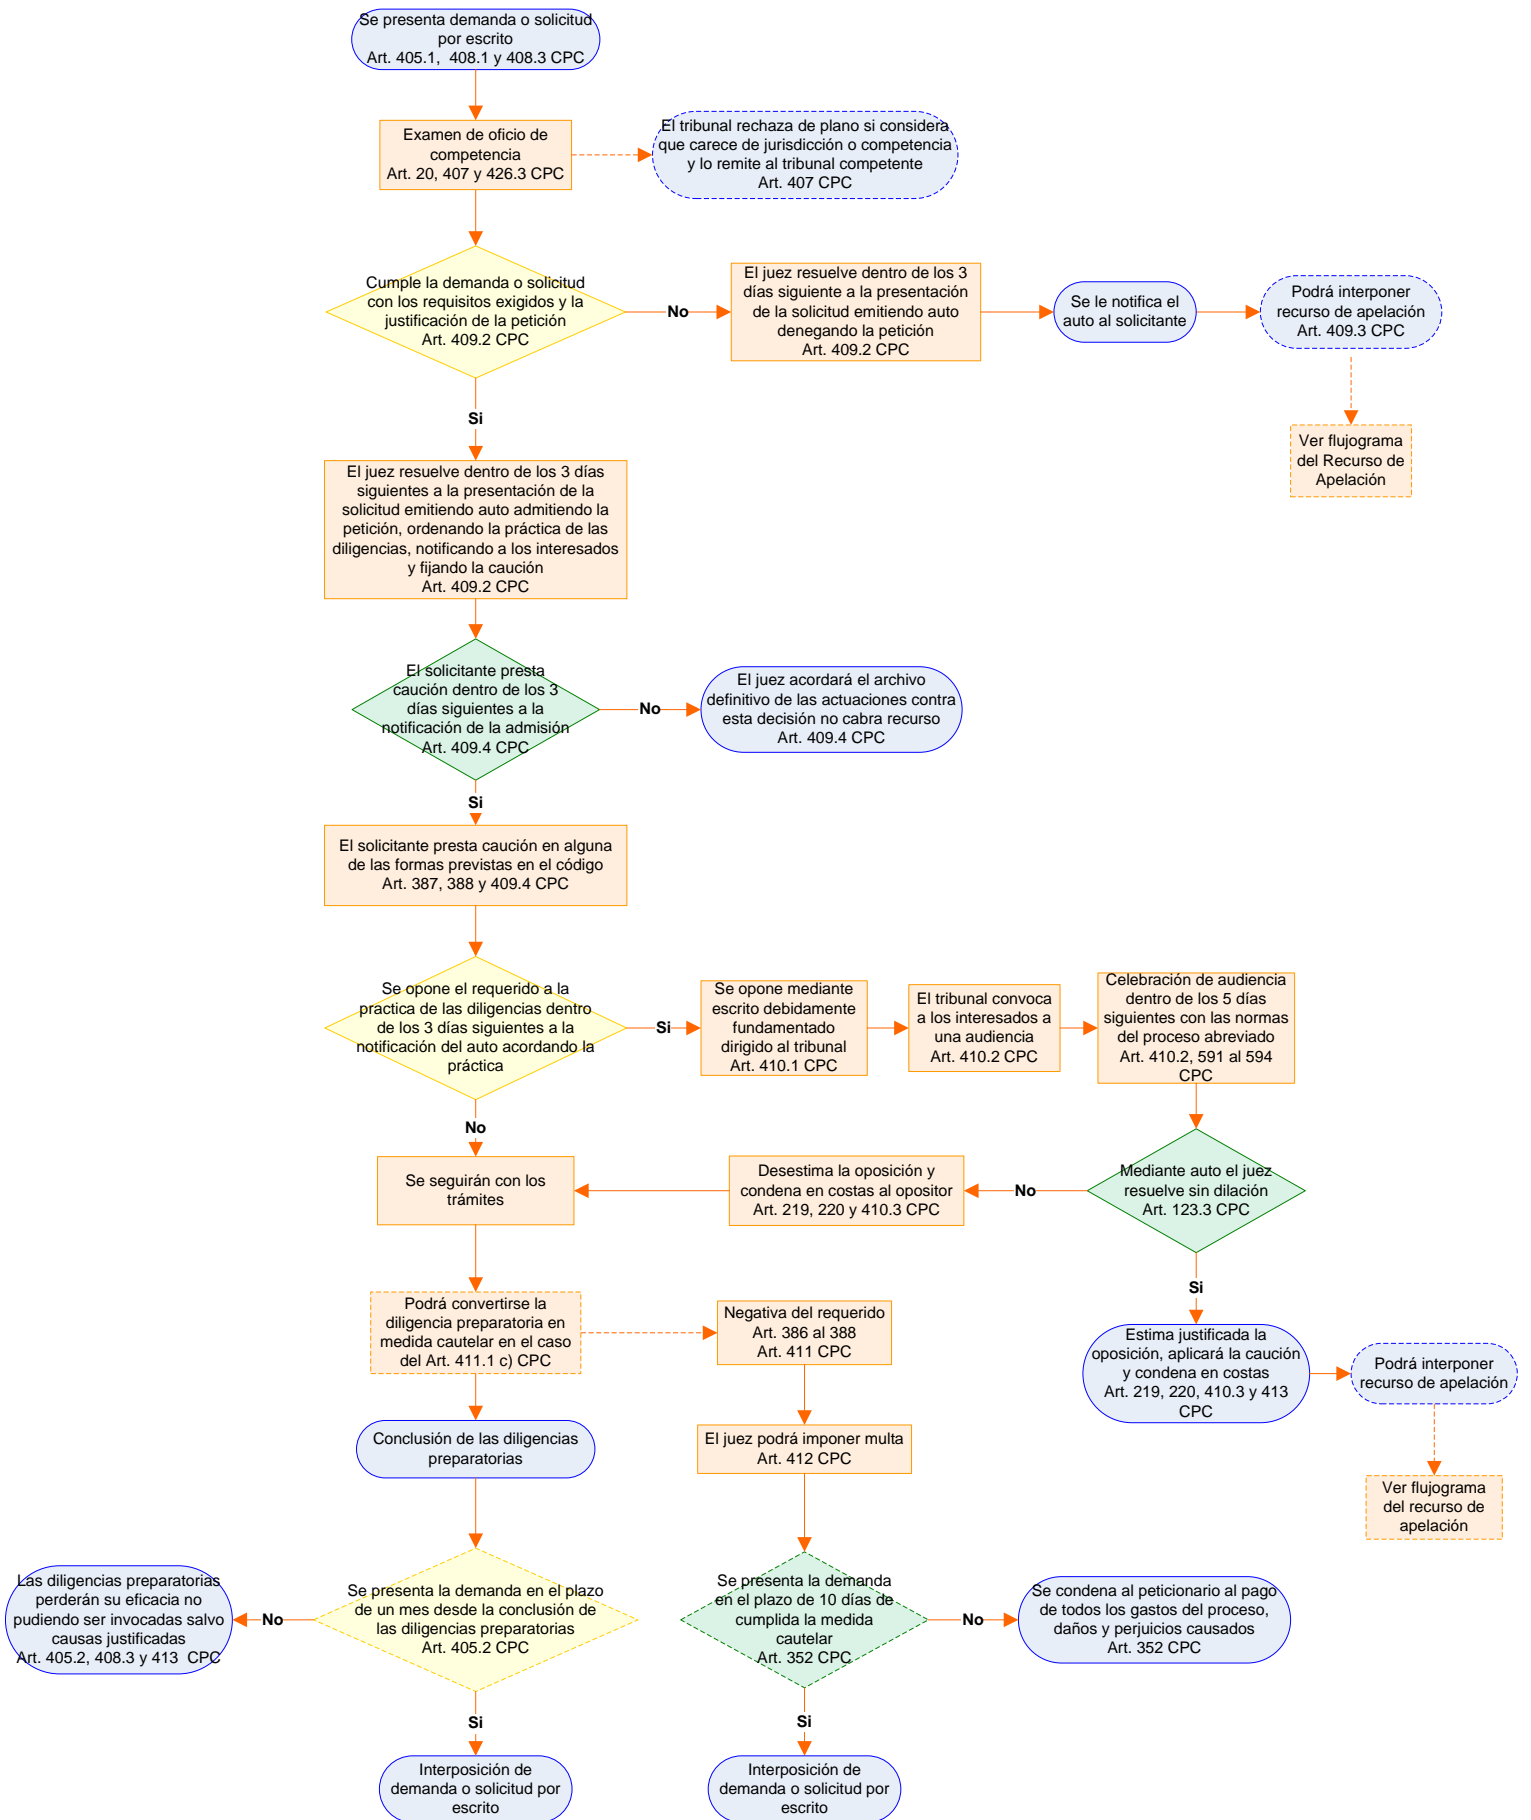 Se presenta demanda o solicitud
por escrito
Art. 405.1,  408.1 y 408.3 CPC
Examen de oficio de
competencia
Art. 20, 407 y 426.3 CPC
El tribunal rechaza de plano si considera
que carece de jurisdicción o competencia
y lo remite al tribunal competente
Art. 407 CPC
Cumple la demanda o solicitud
con los requisitos exigidos y la
justificación de la petición
Art. 409.2 CPC
No
El juez resuelve dentro de los 3
días siguiente a la presentación
de la solicitud emitiendo auto
denegando la petición
Art. 409.2 CPC
Se le notifica el
auto al solicitante
Podrá interponer
recurso de apelación
Art. 409.3 CPC
Ver flujograma
del Recurso de
Apelación
Si
El juez resuelve dentro de los 3 días
siguientes a la presentación de la
solicitud emitiendo auto admitiendo la
petición, ordenando la práctica de las
diligencias, notificando a los interesados
y fijando la caución
Art. 409.2 CPC
El solicitante presta
caución dentro de los 3
días siguientes a la
notificación de la admisión
Art. 409.4 CPC
No
El juez acordará el archivo
definitivo de las actuaciones contra
esta decisión no cabra recurso
Art. 409.4 CPC
Si
El solicitante presta caución en alguna
de las formas previstas en el código
Art. 387, 388 y 409.4 CPC
Se opone el requerido a la
practica de las diligencias dentro
de los 3 días siguientes a la
notificación del auto acordando la
práctica
Si
Se opone mediante
escrito debidamente
fundamentado
dirigido al tribunal
Art. 410.1 CPC
El tribunal convoca
a los interesados a
una audiencia
Art. 410.2 CPC
Celebración de audiencia
dentro de los 5 días
siguientes con las normas
del proceso abreviado
Art. 410.2, 591 al 594
CPC
No
Se seguirán con los
trámites
Desestima la oposición y
condena en costas al opositor
Art. 219, 220 y 410.3 CPC
No
Mediante auto el juez
resuelve sin dilación
Art. 123.3 CPC
Si
Podrá convertirse la
diligencia preparatoria en
medida cautelar en el caso
del Art. 411.1 c) CPC
Negativa del requerido
Art. 386 al 388
Art. 411 CPC
Estima justificada la
oposición, aplicará la caución
y condena en costas
Art. 219, 220, 410.3 y 413
CPC
Podrá interponer
recurso de apelación
Ver flujograma
del recurso de
apelación
Conclusión de las diligencias
preparatorias
El juez podrá imponer multa
Art. 412 CPC
Las diligencias preparatorias
perderán su eficacia no
pudiendo ser invocadas salvo
causas justificadas
Art. 405.2, 408.3 y 413  CPC
No
Se presenta la demanda en el plazo
de un mes desde la conclusión de
las diligencias preparatorias
Art. 405.2 CPC
Se presenta la demanda
en el plazo de 10 días de
cumplida la medida
cautelar
Art. 352 CPC
No
Se condena al peticionario al pago
de todos los gastos del proceso,
daños y perjuicios causados
Art. 352 CPC
Si
Si
Interposición de
demanda o solicitud por
escrito
Interposición de
demanda o solicitud por
escrito